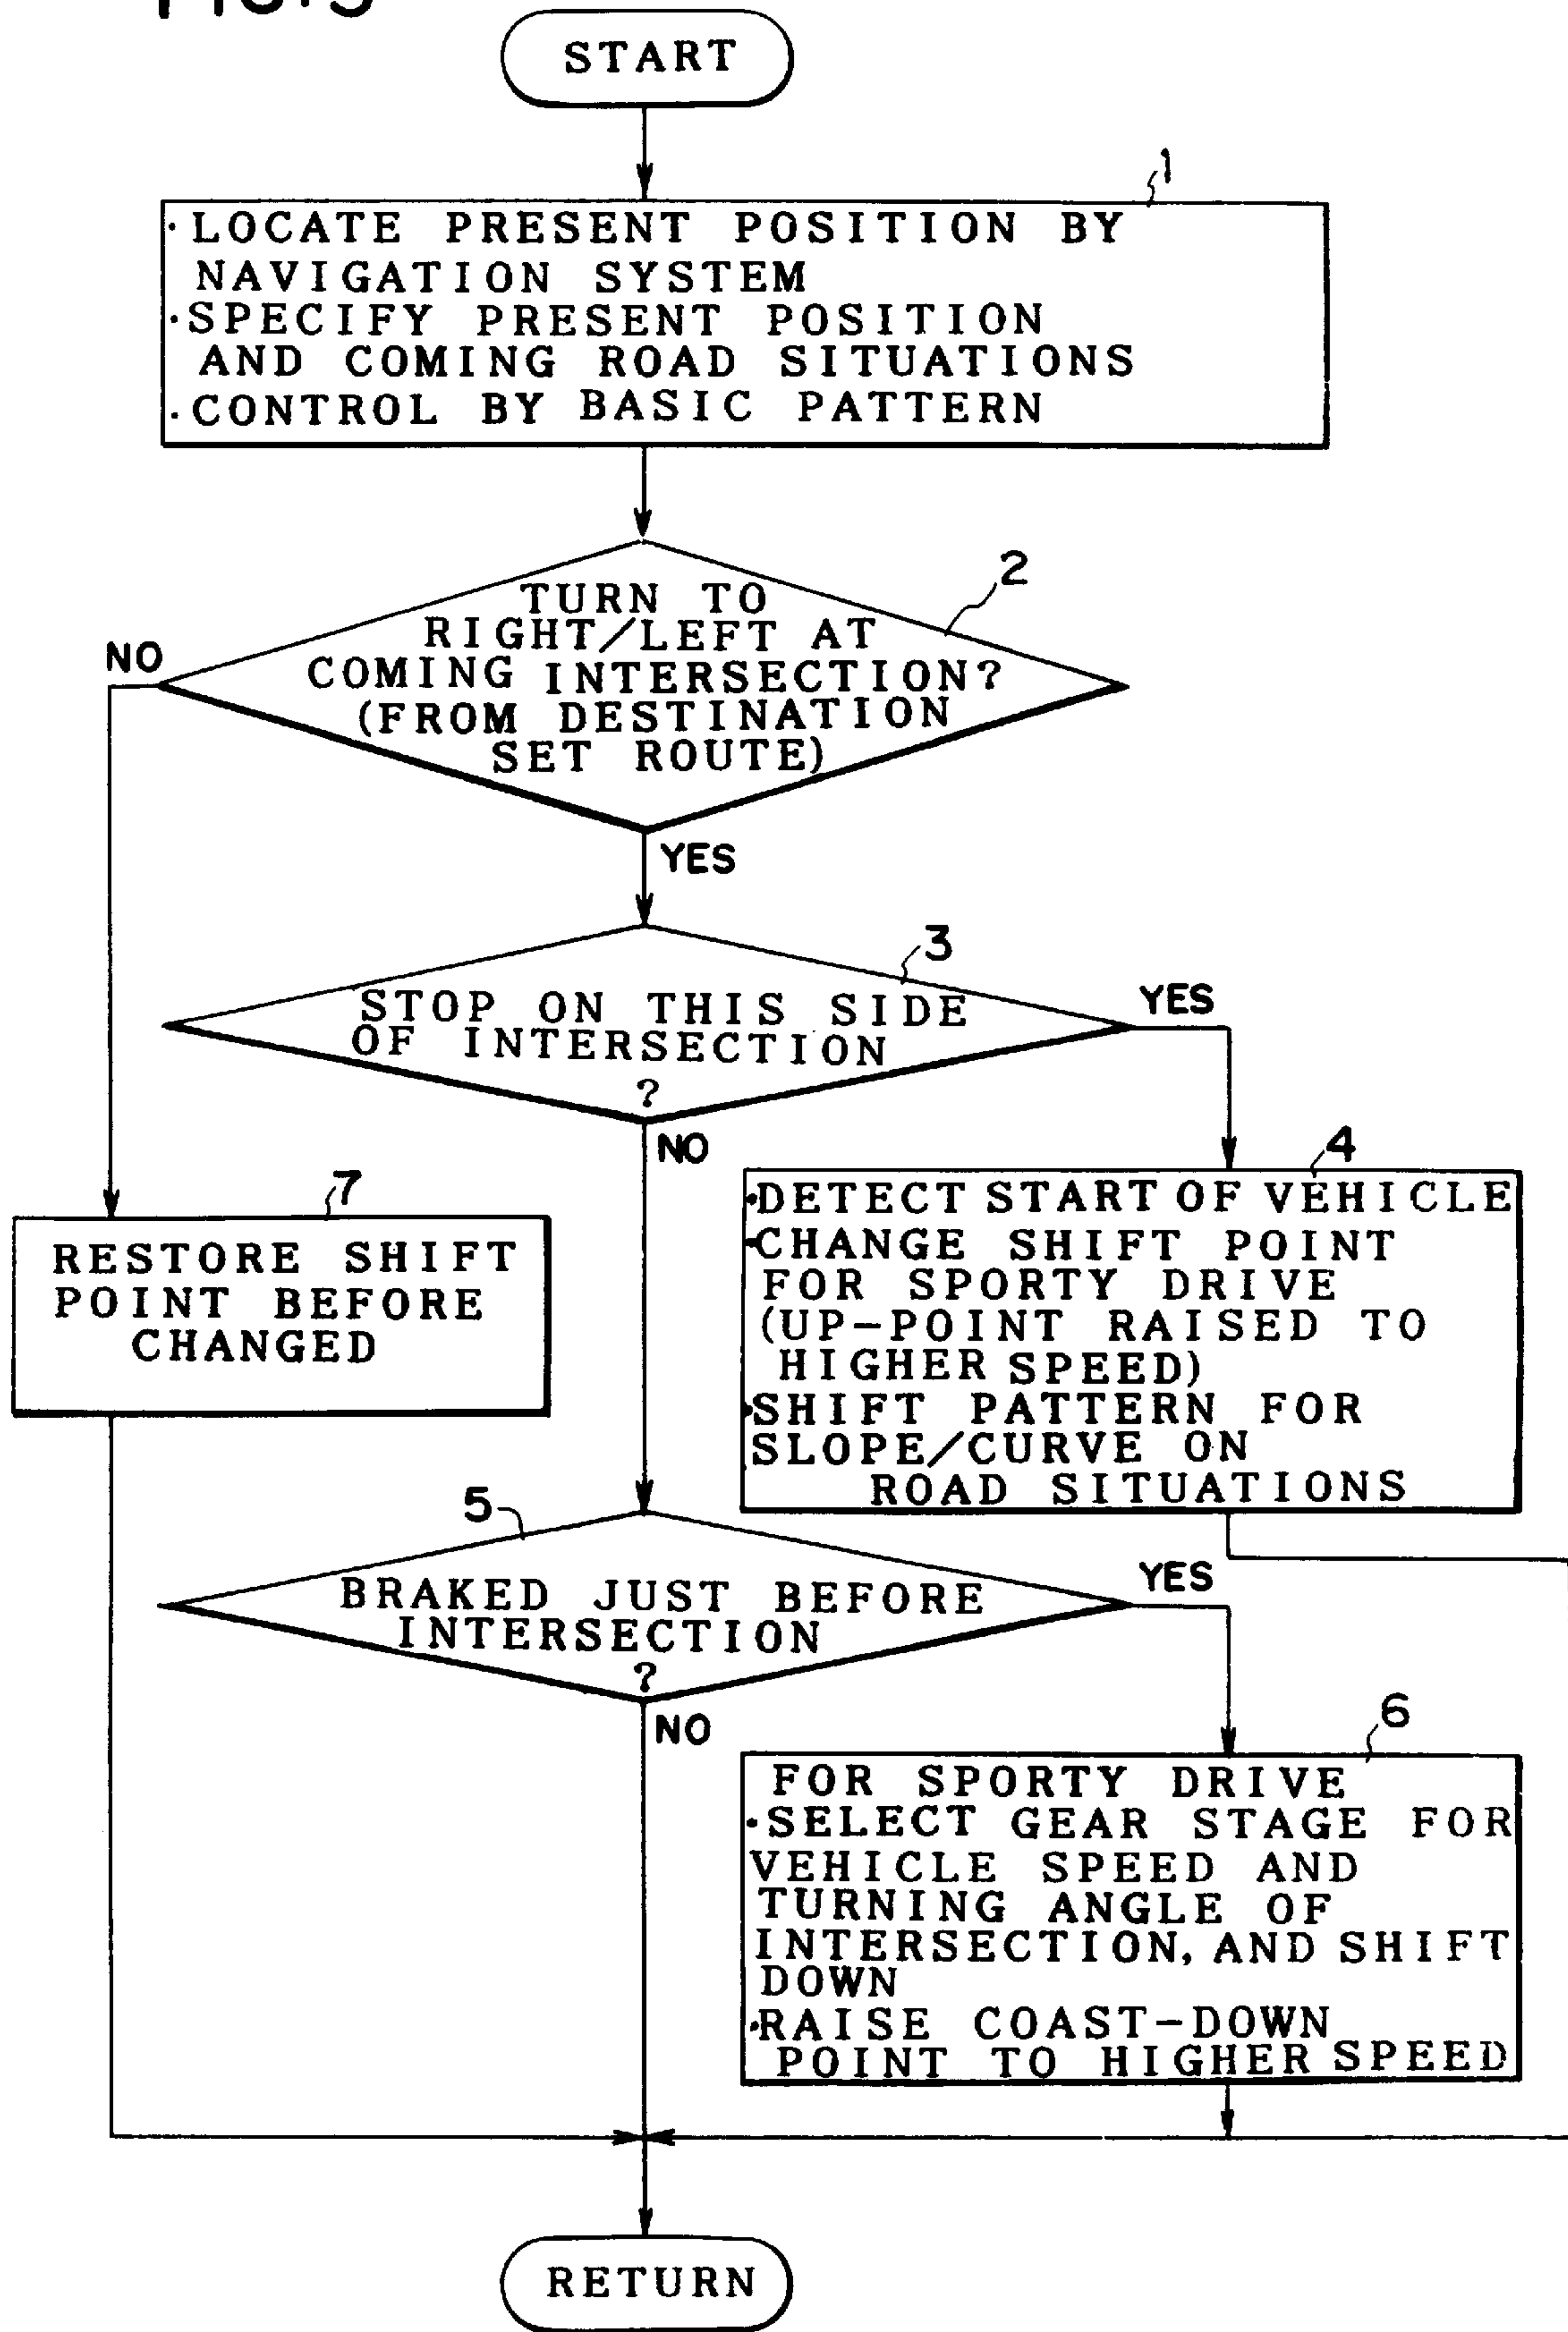 START
1
·LOCATE PRESENT POSITION BY
NAVIGATION SYSTEM
·SPECIFY PRESENT POSITION
AND COMING ROAD SITUATIONS
·CONTROL BY BASIC PATTERN
2
TURN TO
RIGHT/LEFT AT
COMING INTERSECTION?
(FROM DESTINATION
SET ROUTE)
NO
YES
3
STOP ON THIS SIDE
OF INTERSECTION
?
YES
NO
4
·DETECT START OF VEHICLE
·CHANGE SHIFT POINT
FOR SPORTY DRIVE
(UP-POINT RAISED TO
HIGHER SPEED)
·SHIFT PATTERN FOR
SLOPE/CURVE ON
ROAD SITUATIONS
7
RESTORE SHIFT
POINT BEFORE
CHANGED
5
BRAKED JUST BEFORE
INTERSECTION
?
YES
NO
6
FOR SPORTY DRIVE
·SELECT GEAR STAGE FOR
VEHICLE SPEED AND
TURNING ANGLE OF
INTERSECTION, AND SHIFT
DOWN
·RAISE COAST-DOWN
POINT TO HIGHER SPEED
RETURN